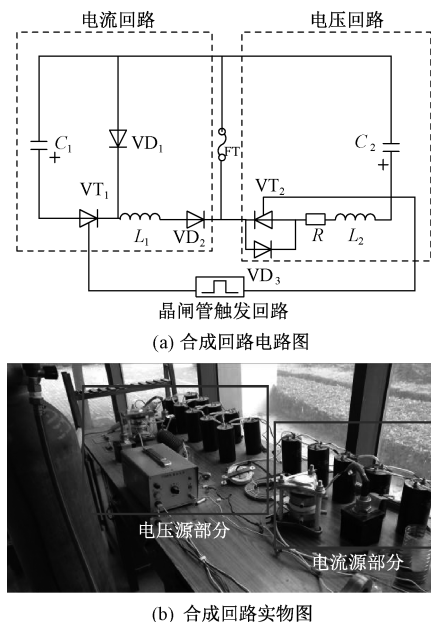 电流回路
电压回路
C1
+
VD1
FT
C2
+
VT1
VT2
L1
VD2
R
L2
VD3
晶闸管触发回路
(a) 合成回路电路图
电压源部分
电流源部分
(b) 合成回路实物图